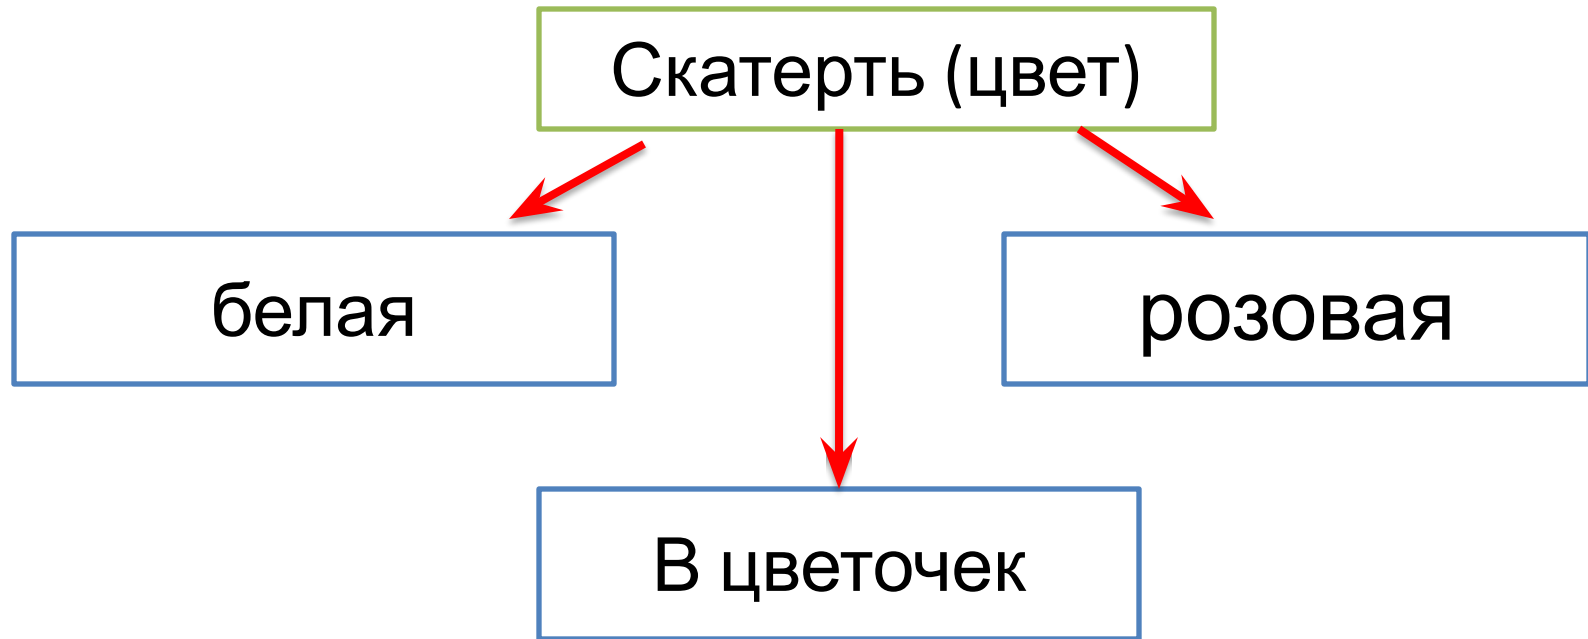 Скатерть (цвет)
белая
розовая
В цветочек